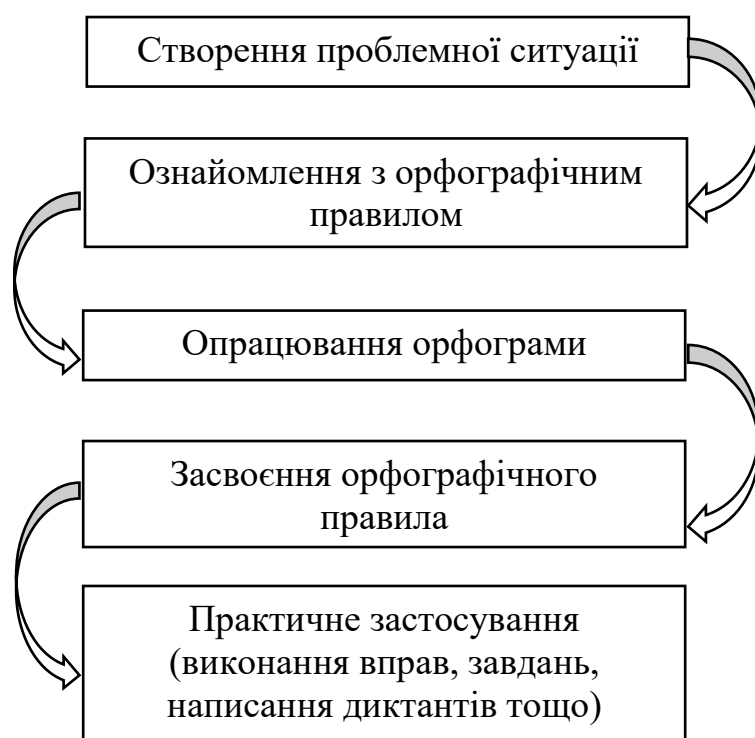 Створення проблемної ситуації
Ознайомлення з орфографічним
правилом
Опрацювання орфограми
Засвоєння орфографічного
правила
Практичне застосування
(виконання вправ, завдань,
написання диктантів тощо)